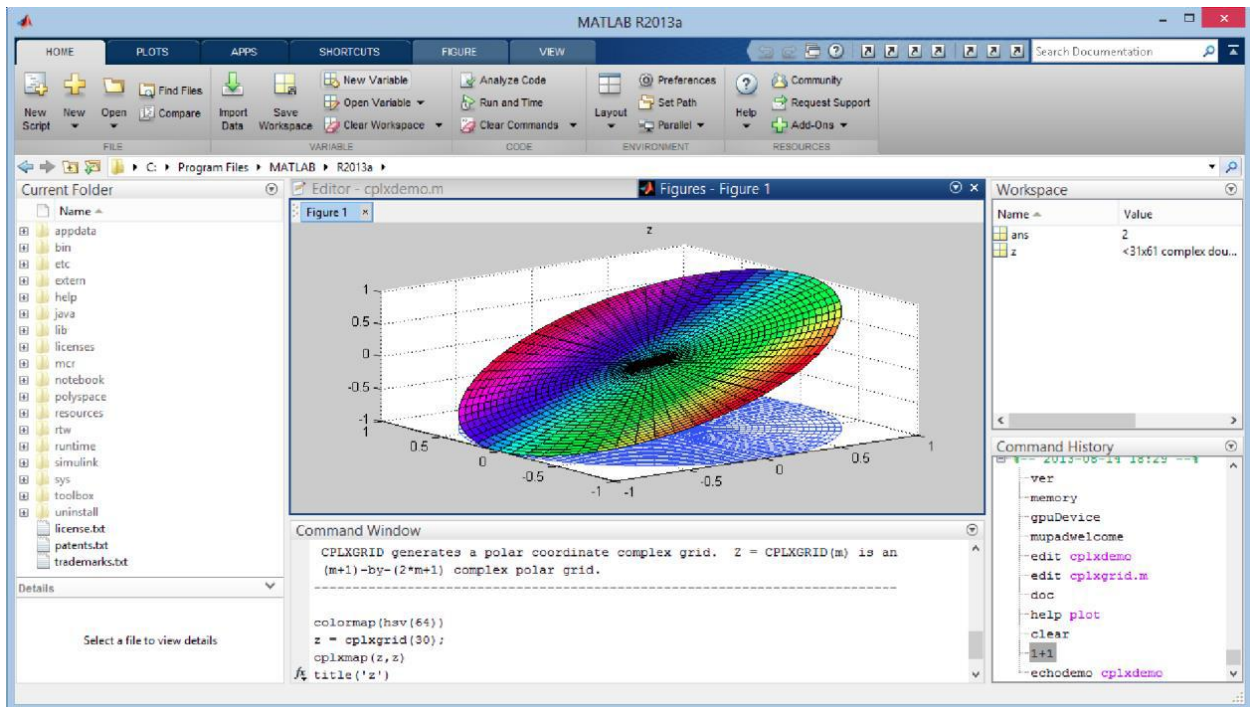 MATLAB R2013a
HOME PLOTS APPS SHORTCUTS FIGURE VIEW
Search Documentation
New Script
New
Open
Find Files
Compare
Import Data
Save Workspace
New Variable
Open Variable
Clear Workspace
Analyze Code
Run and Time
Clear Commands
Layout
Preferences
Set Path
Parallel
Help
Community
Request Support
Add-Ons
FILE VARIABLE CODE ENVIRONMENT RESOURCES
C: Program Files MATLAB R2013a
Current Folder
Name
appdata
bin
etc
extern
help
java
lib
licenses
mcr
notebook
polyspace
resources
rtw
runtime
simulink
sys
toolbox
uninstall
license.txt
patents.txt
trademarks.txt
Details
Select a file to view details
Editor - cplxdemo.m
Figures - Figure 1
Figure 1
z
1
0.5
0
-0.5
-1
1
0.5
0
-0.5
-1
-1
-0.5
0
0.5
1
Command Window
CPLXGRID generates a polar coordinate complex grid. Z = CPLXGRID(m) is an
(m+1)-by-(2*m+1) complex polar grid.
colormap(hsv(64))
z = cplxgrid(30);
cplxmap(z,z)
fx title('z')
Workspace
Name Value
ans 2
z <31x61 complex dou...
Command History
%-- 2013-08-14 18:29 --%
ver
memory
gpuDevice
mupadwelcome
edit cplxdemo
edit cplxgrid.m
doc
help plot
clear
1+1
echodemo cplxdemo